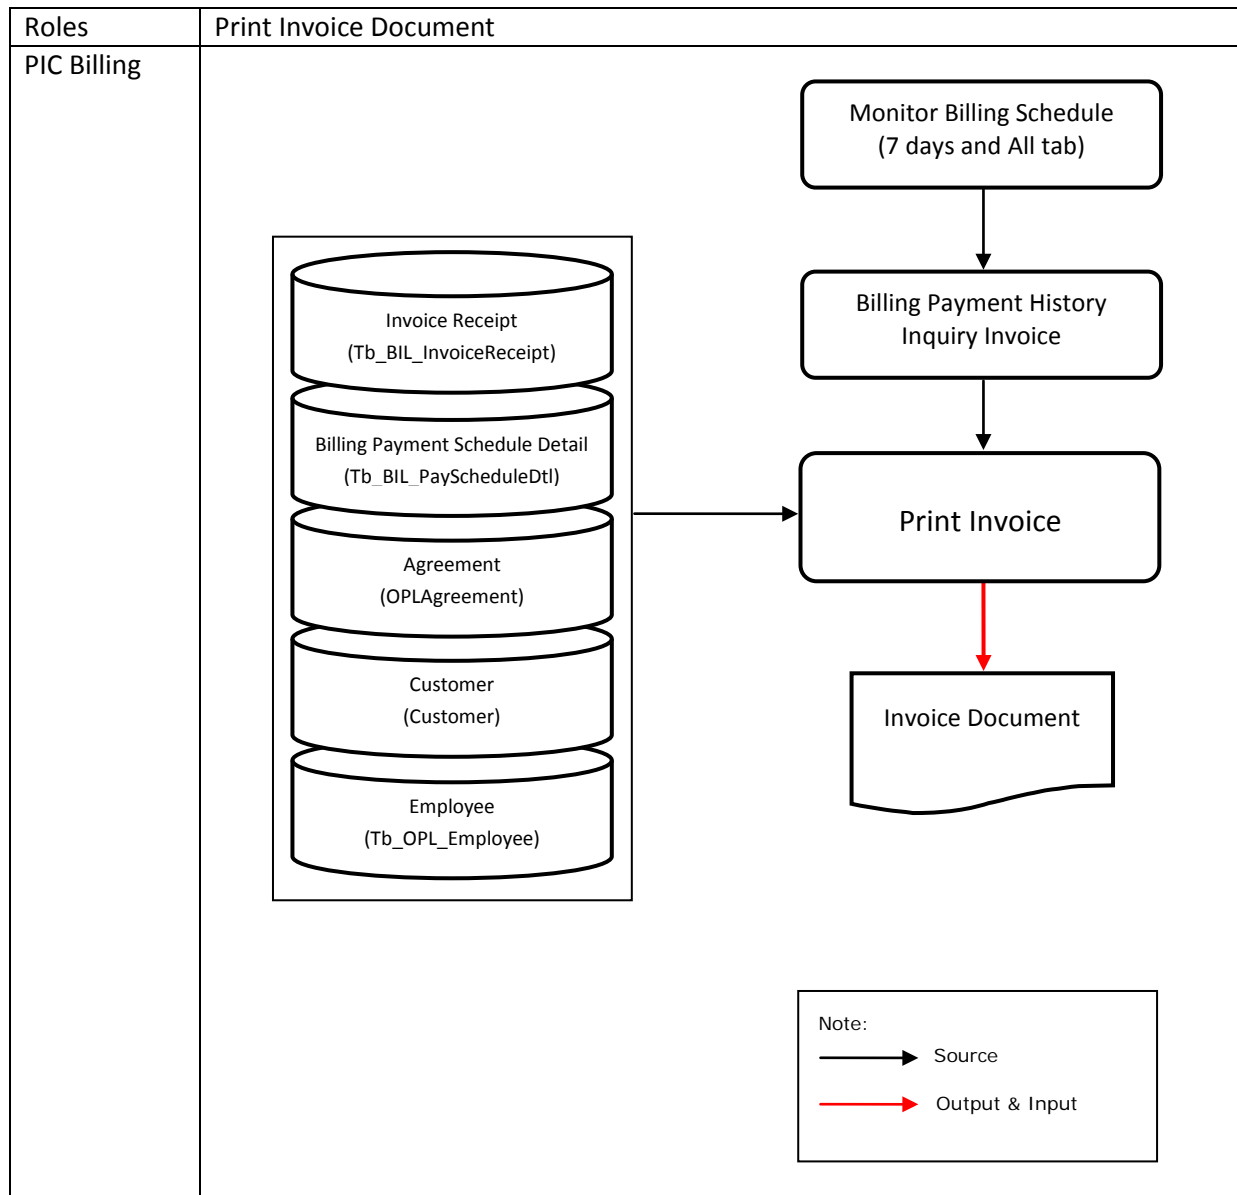 Roles
Print Invoice Document
PIC Billing
Monitor Billing Schedule
(7 days and All tab)
Billing Payment History
Inquiry Invoice
Print Invoice
Invoice Document
Invoice Receipt
(Tb_BIL_InvoiceReceipt)
Billing Payment Schedule Detail
(Tb_BIL_PayScheduleDtl)
Agreement
(OPLAgreement)
Customer
(Customer)
Employee
(Tb_OPL_Employee)
Note:
Source
Output & Input